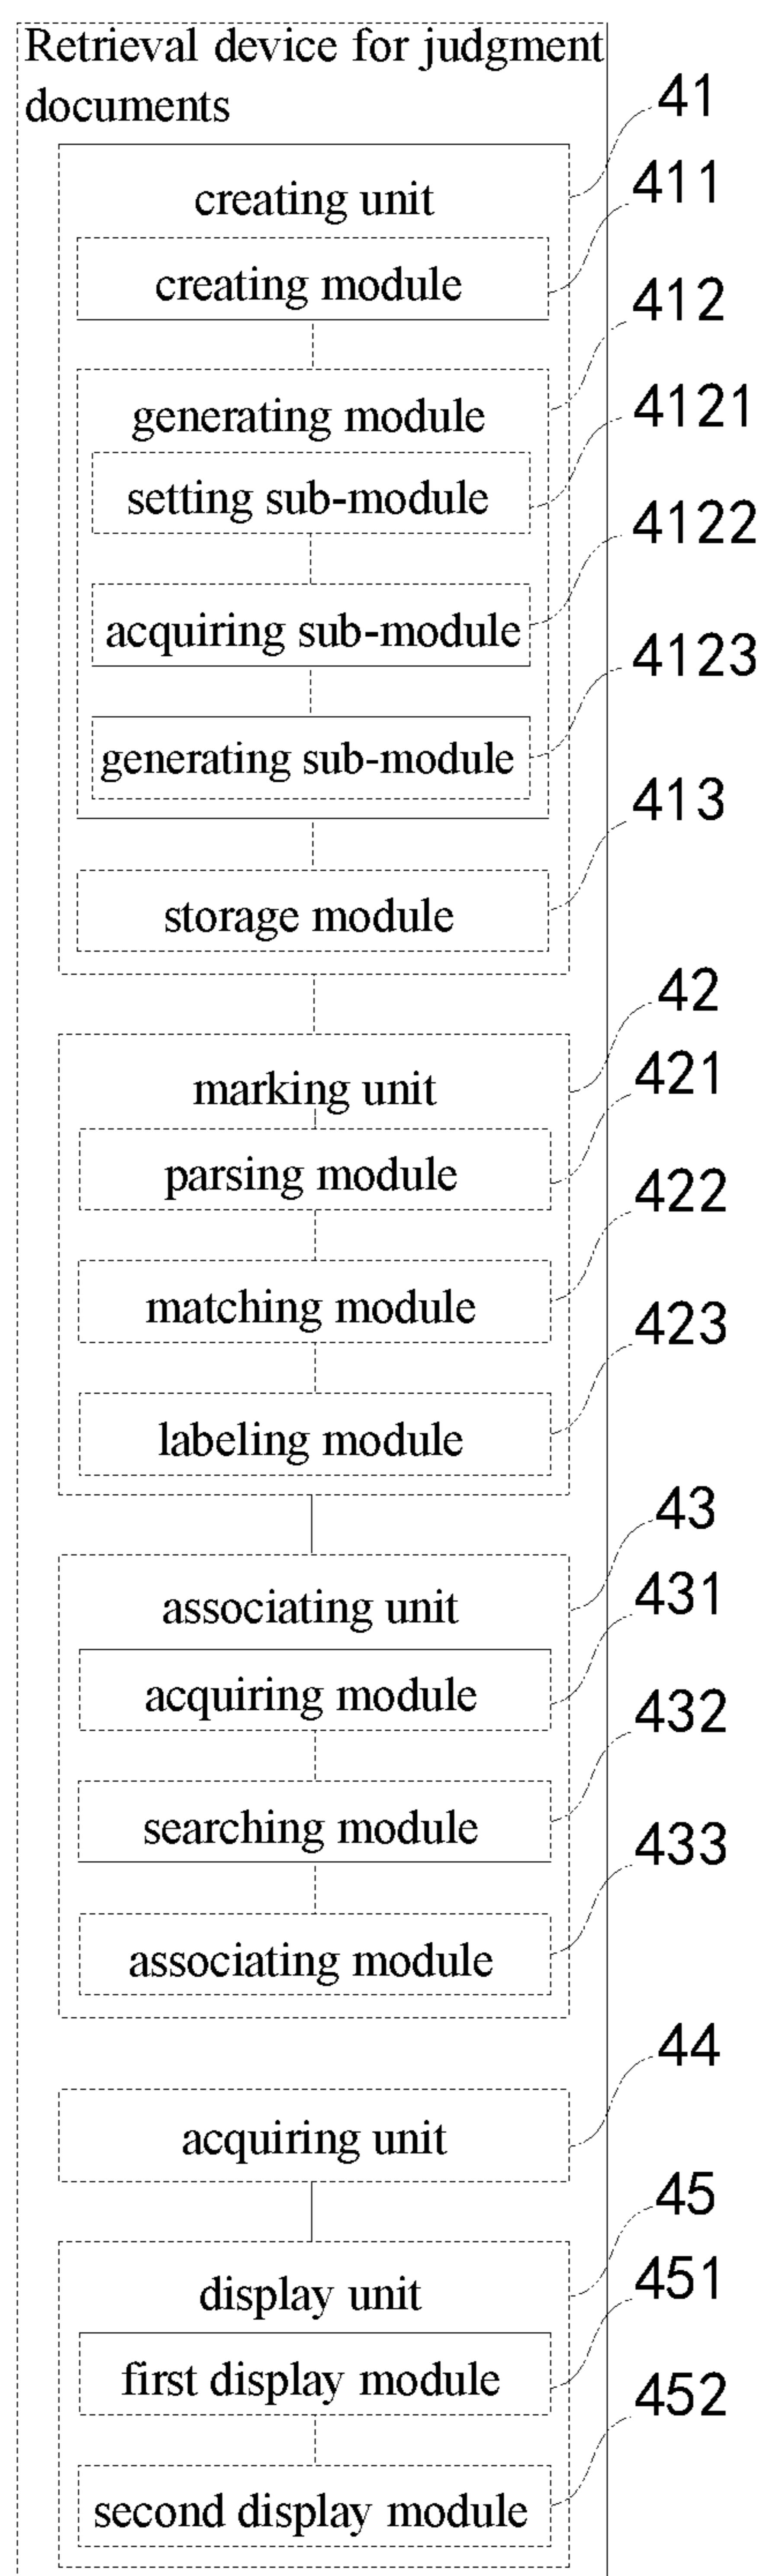 Retrieval device for judgment
documents
41
creating unit
411
creating module
412
generating module
4121
setting sub-module
4122
acquiring sub-module
4123
generating sub-module
413
storage module
42
marking unit
421
parsing module
422
matching module
423
labeling module
43
associating unit
431
acquiring module
432
searching module
433
associating module
44
acquiring unit
45
display unit
451
first display module
452
second display module